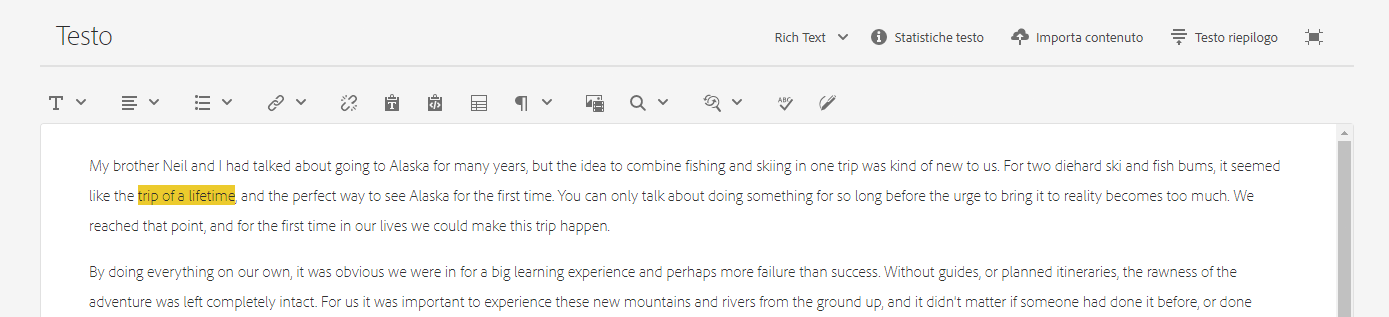 Testo
Rich Text Statistiche testo Importa contenuto Testo riepilogo
ABC
My brother Neil and I had talked about going to Alaska for many years, but the idea to combine fishing and skiing in one trip was kind of new to us. For two diehard ski and fish bums, it seemed
like the trip of a lifetime, and the perfect way to see Alaska for the first time. You can only talk about doing something for so long before the urge to bring it to reality becomes too much. We
reached that point, and for the first time in our lives we could make this trip happen.
By doing everything on our own, it was obvious we were in for a big learning experience and perhaps more failure than success. Without guides, or planned itineraries, the rawness of the
adventure was left completely intact. For us it was important to experience these new mountains and rivers from the ground up, and it didn't matter if someone had done it before, or done